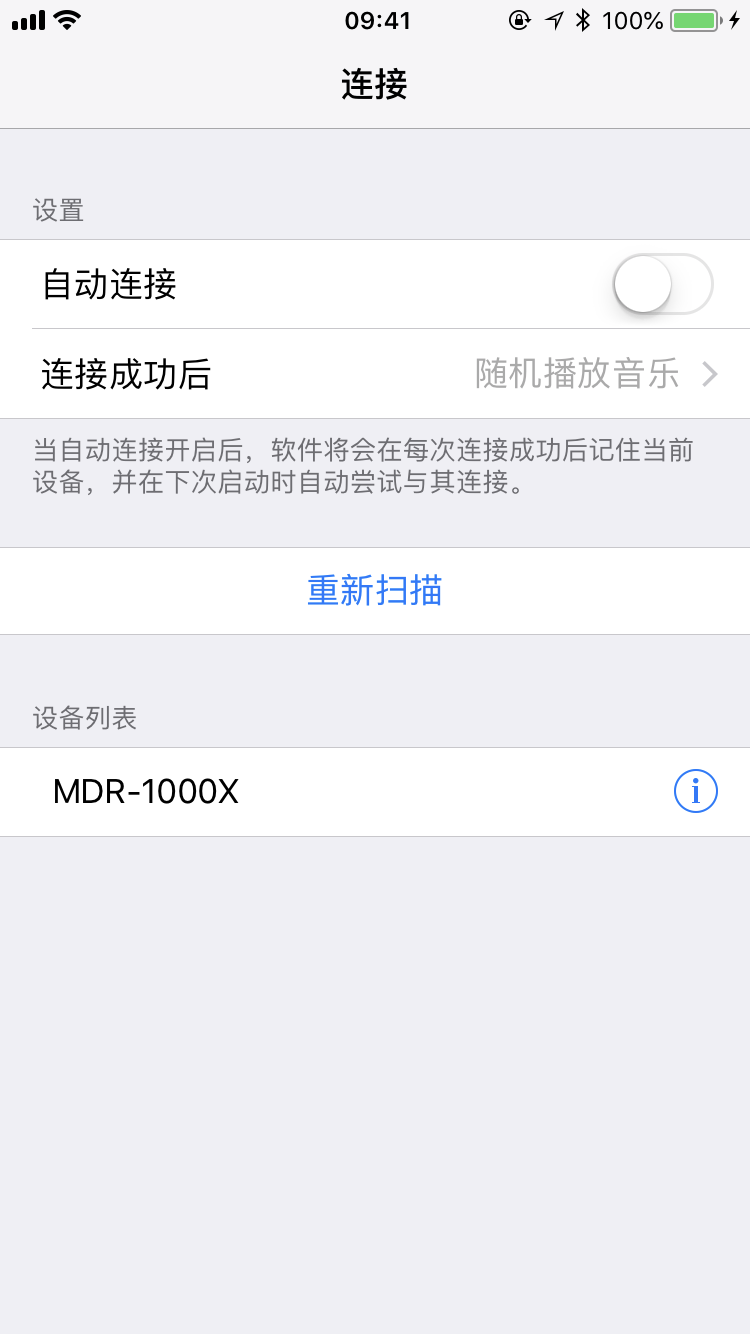 09:41
100%
连接
设置
自动连接
连接成功后 随机播放音乐
当自动连接开启后，软件将会在每次连接成功后记住当前
设备，并在下次启动时自动尝试与其连接。
重新扫描
设备列表
MDR-1000X